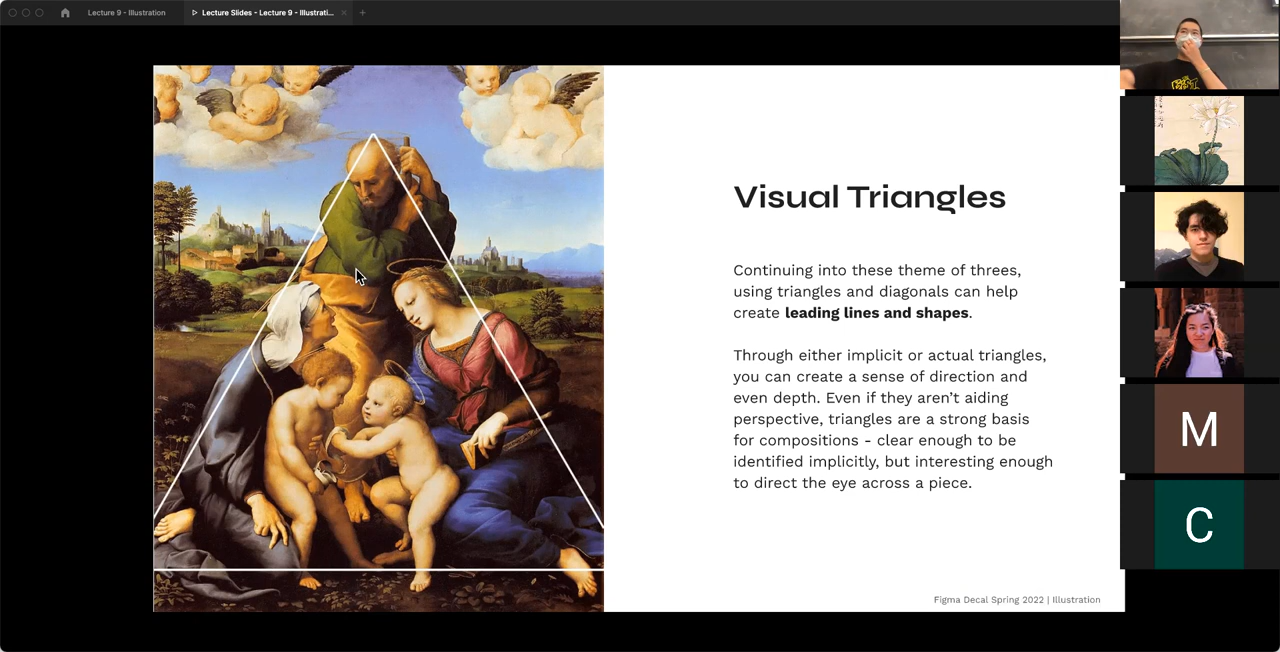 Lecture 9 - Illustration
Lecture Slides - Lecture 9 - Illustrati...
Visual Triangles
Continuing into these theme of threes,
using triangles and diagonals can help
create leading lines and shapes.
Through either implicit or actual triangles,
you can create a sense of direction and
even depth. Even if they aren’t aiding
perspective, triangles are a strong basis
for compositions - clear enough to be
identified implicitly, but interesting enough
to direct the eye across a piece.
Figma Decal Spring 2022 | Illustration
M
C